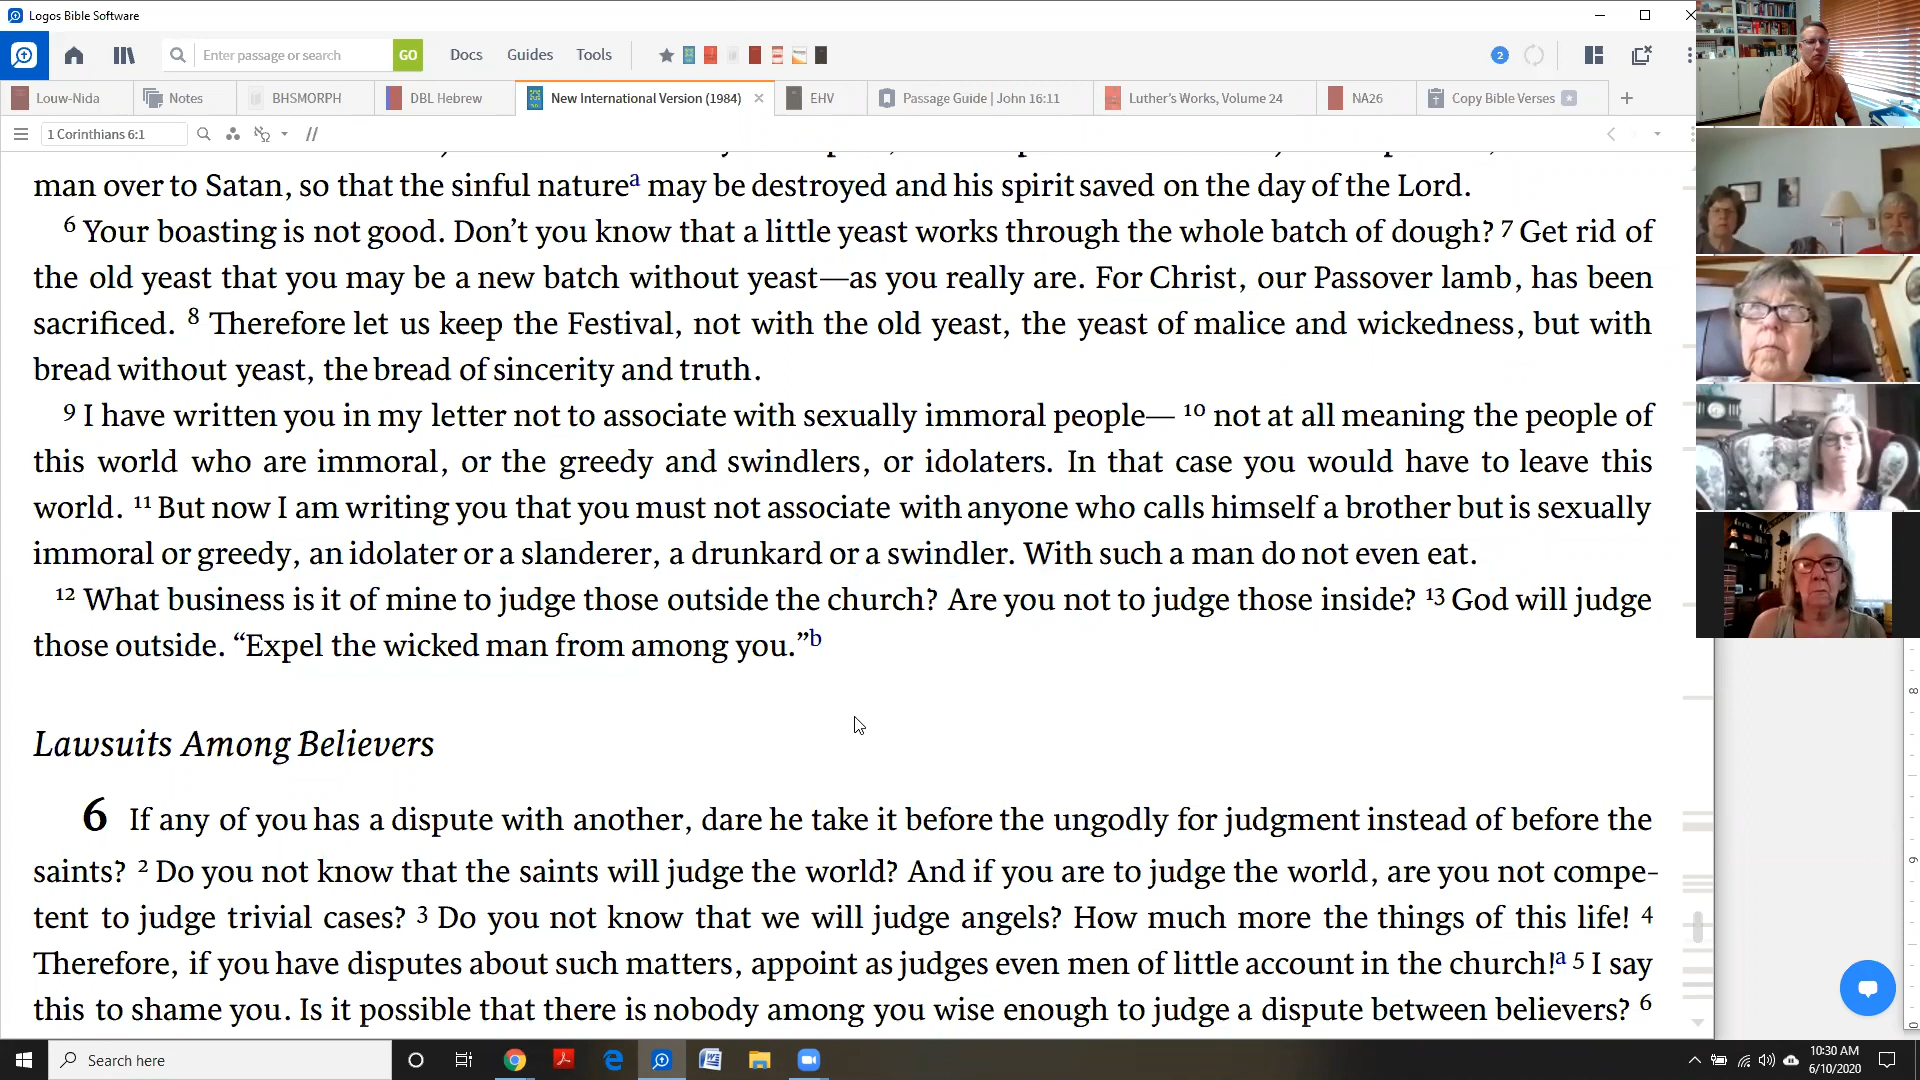 Logos Bible Software
Enter passage or search GO Docs Guides Tools 2
Louw-Nida Notes BHSMORPH DBL Hebrew New International Version (1984) EHV Passage Guide | John 16:11 Luther's Works, Volume 24 NA26 Copy Bible Verses
1 Corinthians 6:1
man over to Satan, so that the sinful nature a may be destroyed and his spirit saved on the day of the Lord.
6 Your boasting is not good. Don’t you know that a little yeast works through the whole batch of dough? 7 Get rid of
the old yeast that you may be a new batch without yeast—as you really are. For Christ, our Passover lamb, has been
sacrificed. 8 Therefore let us keep the Festival, not with the old yeast, the yeast of malice and wickedness, but with
bread without yeast, the bread of sincerity and truth.
9 I have written you in my letter not to associate with sexually immoral people— 10 not at all meaning the people of
this world who are immoral, or the greedy and swindlers, or idolaters. In that case you would have to leave this
world. 11 But now I am writing you that you must not associate with anyone who calls himself a brother but is sexually
immoral or greedy, an idolater or a slanderer, a drunkard or a swindler. With such a man do not even eat.
12 What business is it of mine to judge those outside the church? Are you not to judge those inside? 13 God will judge
those outside. “Expel the wicked man from among you.” b
Lawsuits Among Believers
6 If any of you has a dispute with another, dare he take it before the ungodly for judgment instead of before the
saints? 2 Do you not know that the saints will judge the world? And if you are to judge the world, are you not compe-
tent to judge trivial cases? 3 Do you not know that we will judge angels? How much more the things of this life! 4
Therefore, if you have disputes about such matters, appoint as judges even men of little account in the church! a 5 I say
this to shame you. Is it possible that there is nobody among you wise enough to judge a dispute between believers? 6
Search here
10:30 AM
6/10/2020